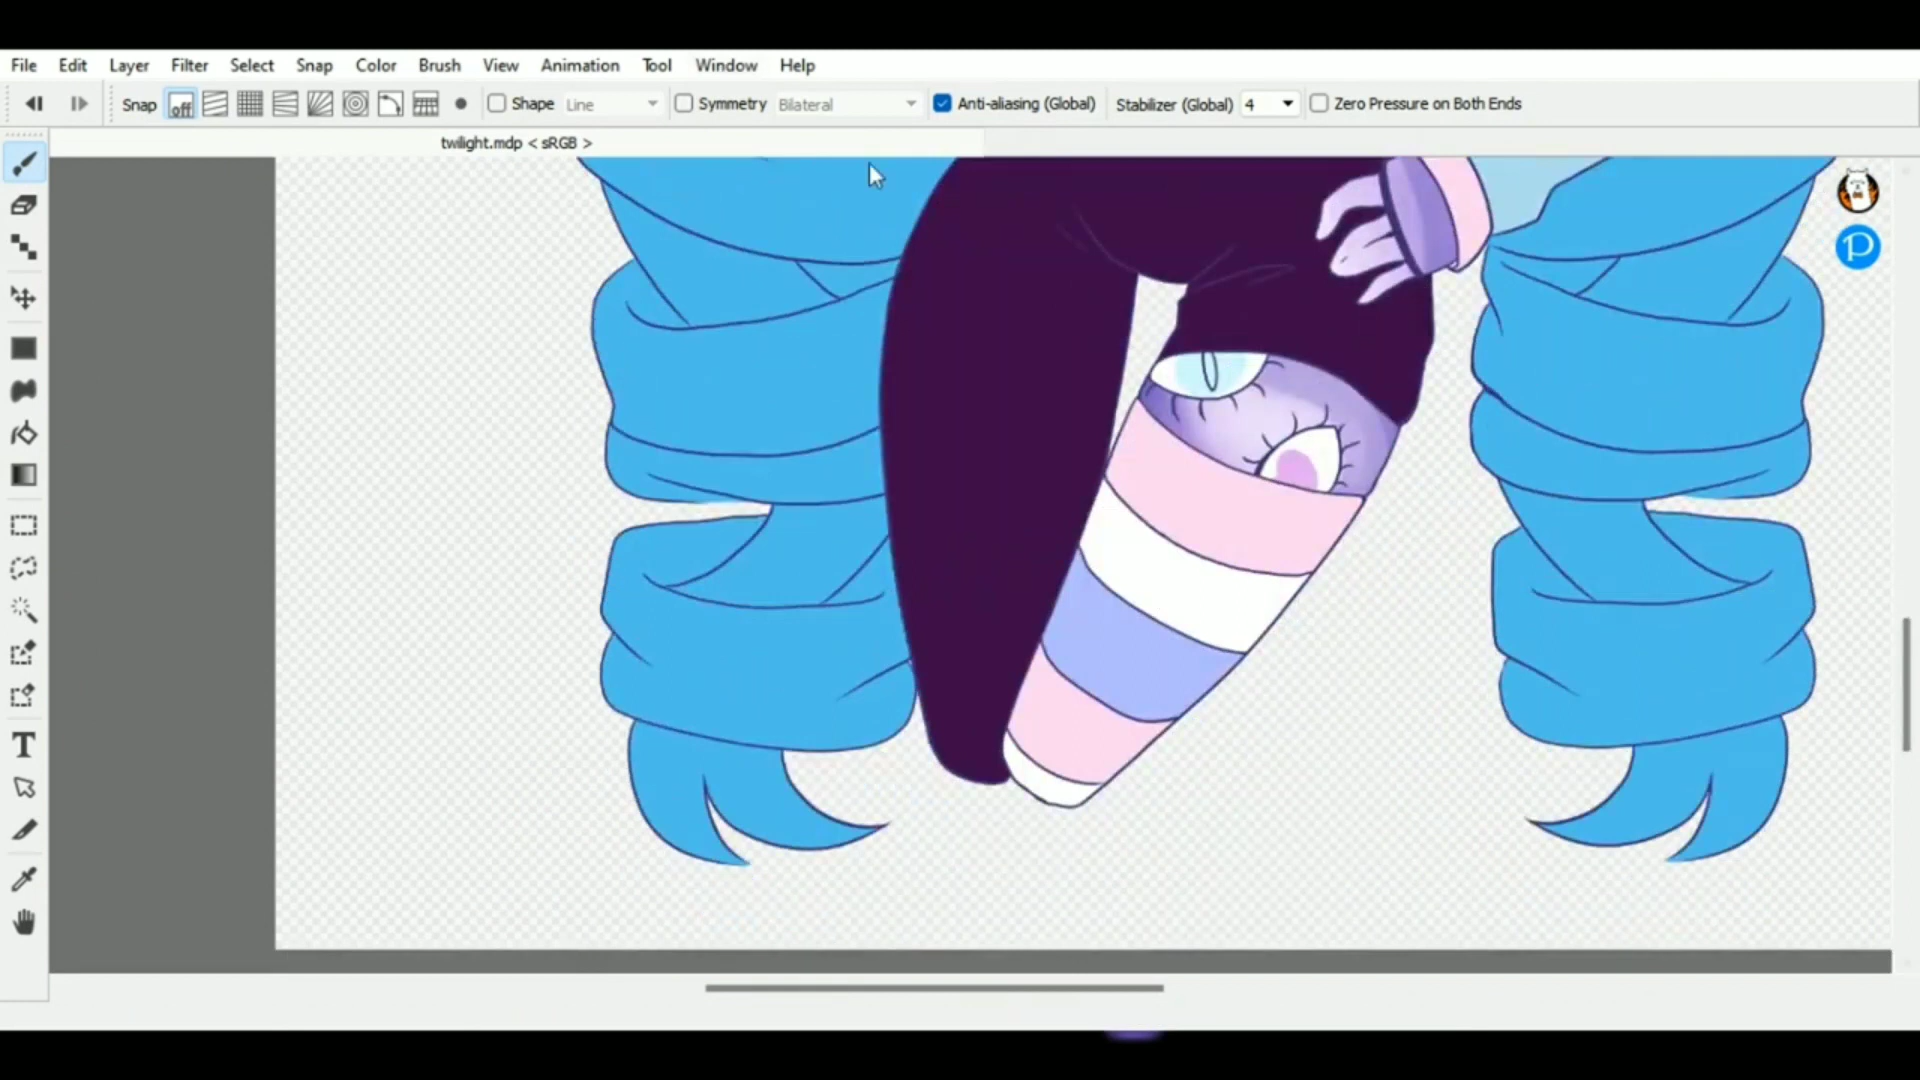 File Edit Layer Filter Select Snap Color Brush View Animation Tool Window Help
Snap off Shape Line Symmetry Bilateral Anti-aliasing (Global) Stabilizer (Global) 4 Zero Pressure on Both Ends
twilight.mdp < sRGB >
T
P